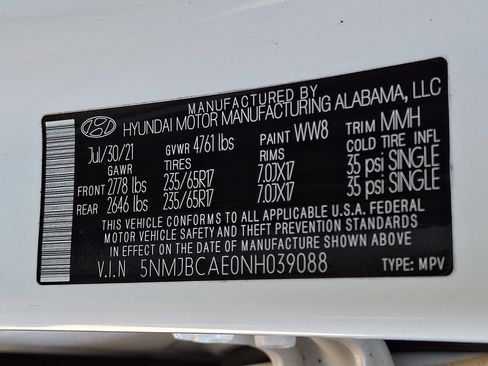 MANUFACTURED BY
HYUNDAI MOTOR MANUFACTURING ALABAMA, LLC
Jul/30/21 GVWR 4761 lbs PAINT WW8 TRIM MMH
GAWR TIRES RIMS COLD TIRE INFL
FRONT 2778 lbs 235/65R17 7.0JX17 35 psi SINGLE
REAR 2646 lbs 235/65R17 7.0JX17 35 psi SINGLE
THIS VEHICLE CONFORMS TO ALL APPLICABLE U.S.A. FEDERAL
MOTOR VEHICLE SAFETY AND THEFT PREVENTION STANDARDS
IN EFFECT ON THE DATE OF MANUFACTURE SHOWN ABOVE
V.I.N 5NMJBCAE0NH039088 TYPE: MPV